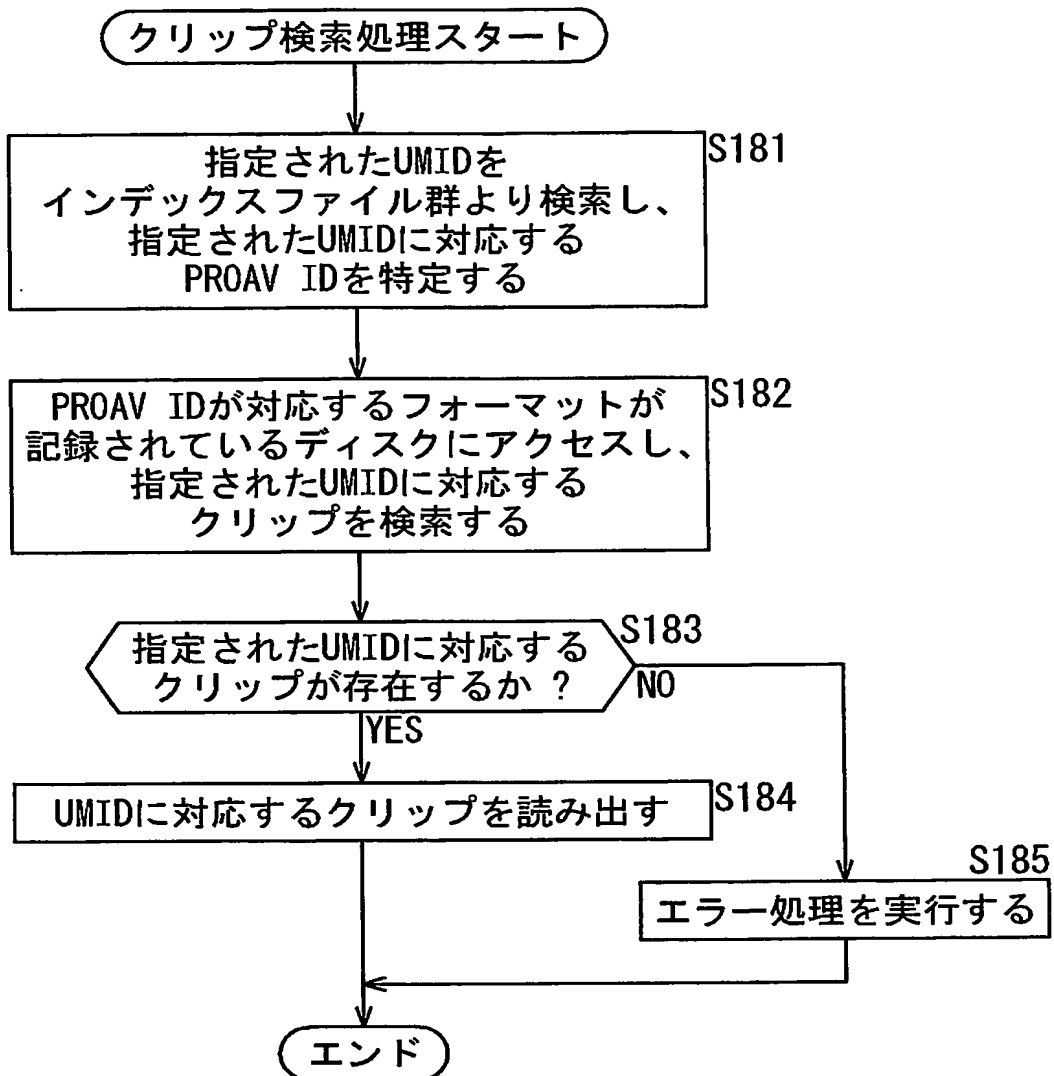 クリップ検索処理スタート
S181
指定されたUMIDを
インデックスファイル群より検索し、
指定されたUMIDに対応する
PROAV IDを特定する
S182
PROAV IDが対応するフォーマットが
記録されているディスクにアクセスし、
指定されたUMIDに対応する
クリップを検索する
S183
指定されたUMIDに対応する
クリップが存在するか ?
NO
YES
S184
UMIDに対応するクリップを読み出す
S185
エラー処理を実行する
エンド